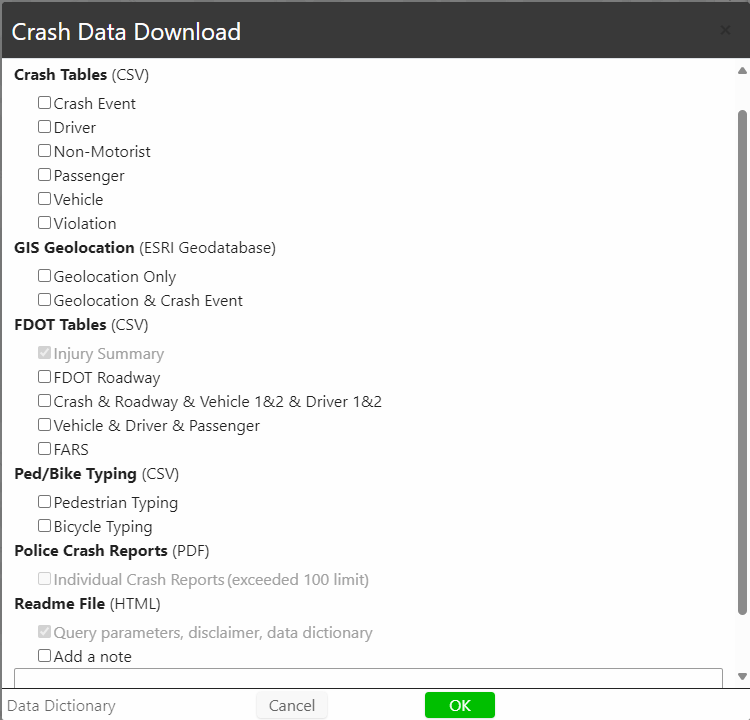 Crash Data Download
Crash Tables (CSV)
Crash Event
Driver
Non-Motorist
Passenger
Vehicle
Violation
GIS Geolocation (ESRI Geodatabase)
Geolocation Only
Geolocation & Crash Event
FDOT Tables (CSV)
Injury Summary
FDOT Roadway
Crash & Roadway & Vehicle 1&2 & Driver 1&2
Vehicle & Driver & Passenger
FARS
Ped/Bike Typing (CSV)
Pedestrian Typing
Bicycle Typing
Police Crash Reports (PDF)
Individual Crash Reports (exceeded 100 limit)
Readme File (HTML)
Query parameters, disclaimer, data dictionary
Add a note
Data Dictionary Cancel OK